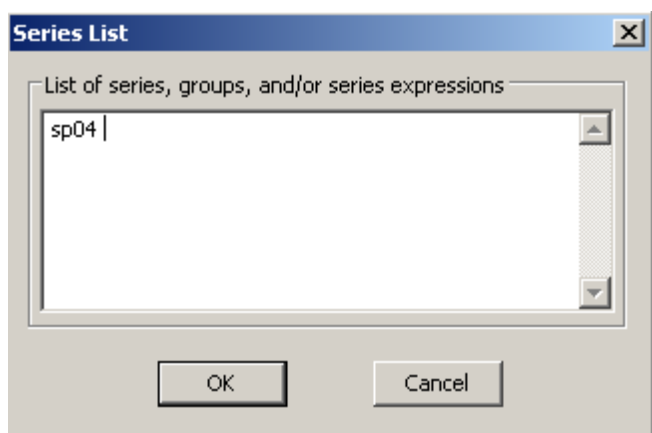 Series List
List of series, groups, and/or series expressions
sp04
OK
Cancel